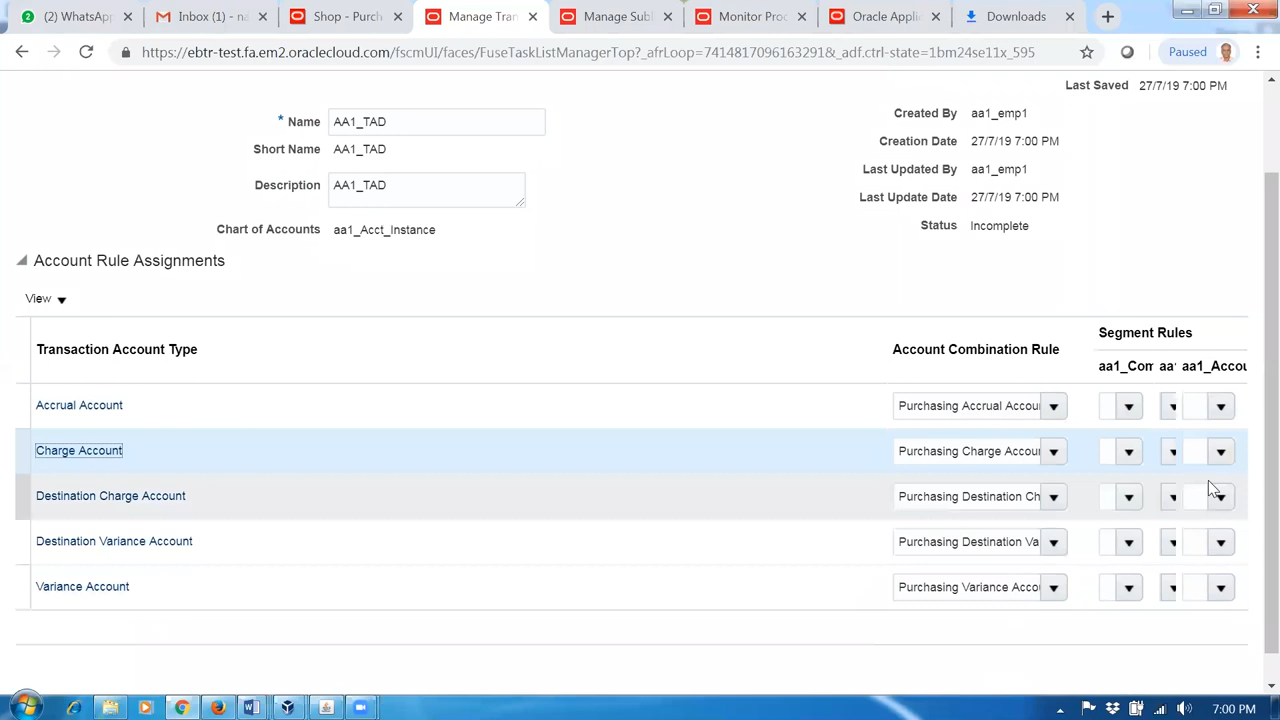 (2) WhatsApp
Inbox (1) - na
Shop - Purch
Manage Tran
Manage Subl
Monitor Proc
Oracle Appli
Downloads
https://ebtr-test.fa.em2.oraclecloud.com/fscmUI/faces/FuseTaskListManagerTop?_afrLoop=7414817096163291&_adf.ctrl-state=1bm24se11x_595
Paused
Last Saved 27/7/19 7:00 PM
* Name AA1_TAD
Created By aa1_emp1
Short Name AA1_TAD
Creation Date 27/7/19 7:00 PM
Last Updated By aa1_emp1
Description AA1_TAD
Last Update Date 27/7/19 7:00 PM
Chart of Accounts aa1_Acct_Instance
Status Incomplete
Account Rule Assignments
View
Segment Rules
Transaction Account Type Account Combination Rule
aa1_Com aa1 aa1_Accou
Accrual Account Purchasing Accrual Accou
Charge Account Purchasing Charge Accoun
Destination Charge Account Purchasing Destination Ch
Destination Variance Account Purchasing Destination Va
Variance Account Purchasing Variance Acco
7:00 PM